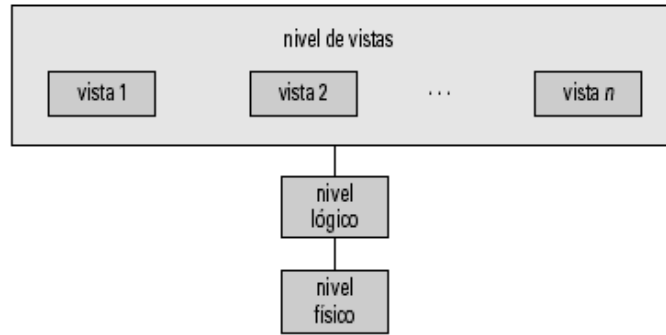 nivel de vistas
vista 1
vista 2
...
vista n
nivel
lógico
nivel
físico